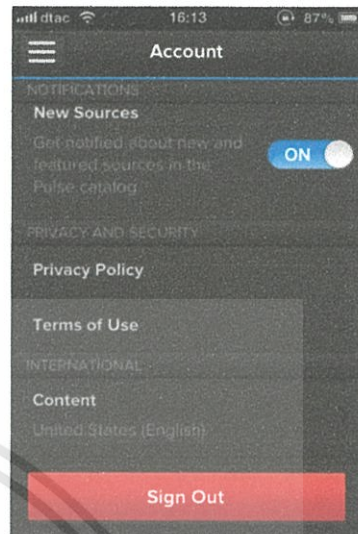 dtac 16:13 87%
Account
NOTIFICATIONS
New Sources
Get notified about new and
featured sources in the
Pulse catalog
ON
PRIVACY AND SECURITY
Privacy Policy
Terms of Use
INTERNATIONAL
Content
United States (English)
Sign Out